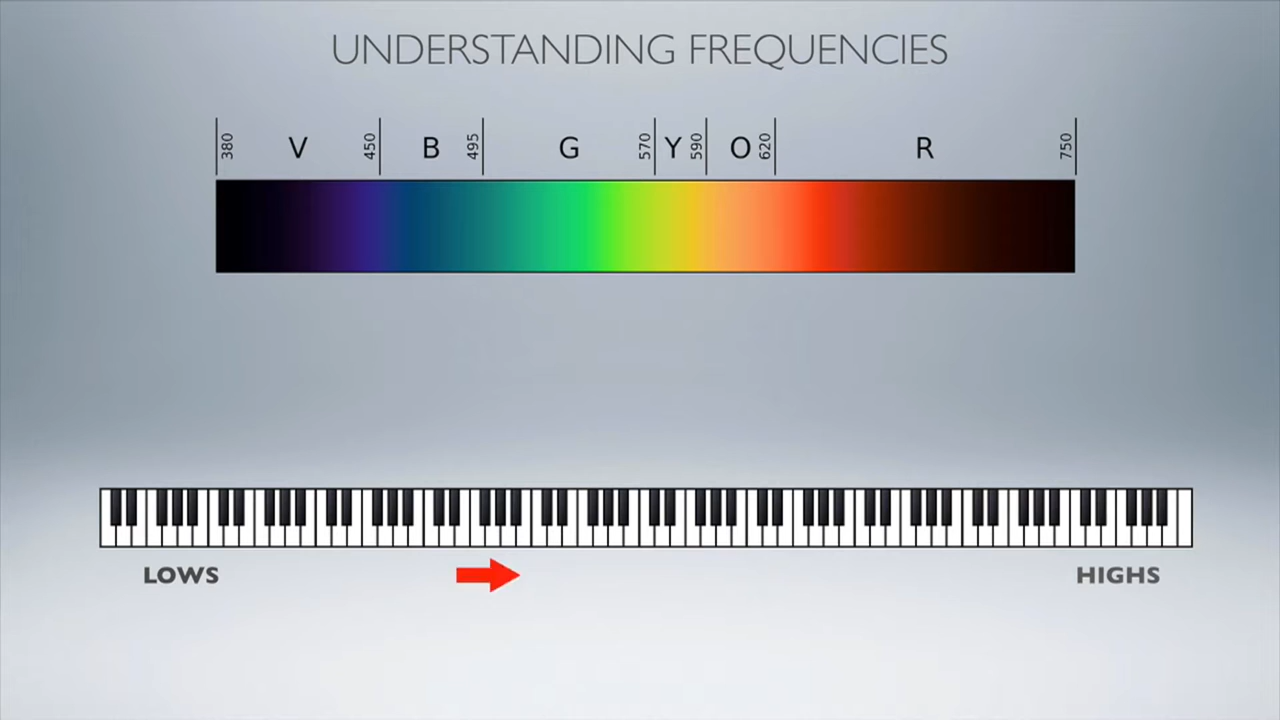 UNDERSTANDING FREQUENCIES
380 V 450 B 495 G 570 Y 590 O 620 R 750
LOWS HIGHS